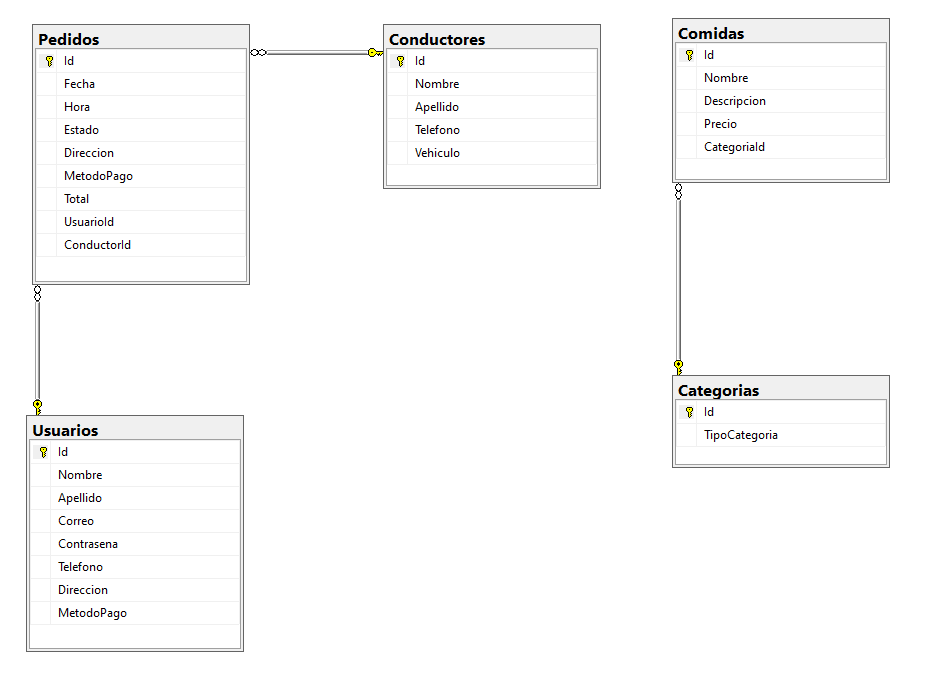 Pedidos
Id
Fecha
Hora
Estado
Direccion
MetodoPago
Total
UsuarioId
ConductorId
Conductores
Id
Nombre
Apellido
Telefono
Vehiculo
Comidas
Id
Nombre
Descripcion
Precio
CategoriaId
Usuarios
Id
Nombre
Apellido
Correo
Contrasena
Telefono
Direccion
MetodoPago
Categorias
Id
TipoCategoria